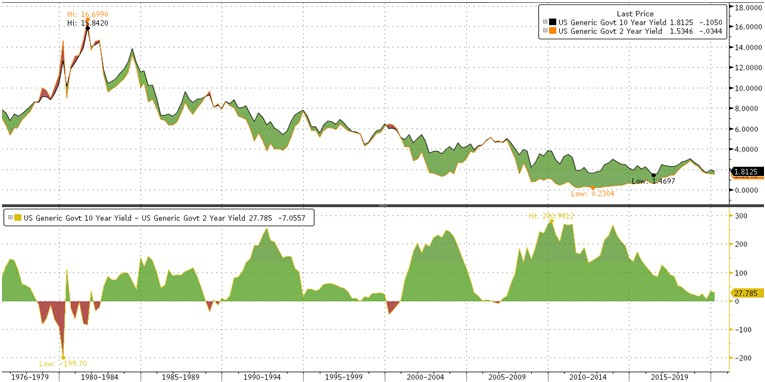 Hi: 16.6990
Hi: 15.8420
Last Price
US Generic Govt 10 Year Yield 1.8125 -.1050
US Generic Govt 2 Year Yield 1.5346 -.0344
18.0000
16.0000
14.0000
12.0000
10.0000
8.0000
6.0000
4.0000
1.8125
0.0000
Low: 1.4697
Low: 0.2304
US Generic Govt 10 Year Yield - US Generic Govt 2 Year Yield 27.785 -7.0557
300
200
100
27.785
-100
-200
Low: -199.70
1976-1979
1980-1984
1985-1989
1990-1994
1995-1999
2000-2004
2005-2009
2010-2014
2015-2019